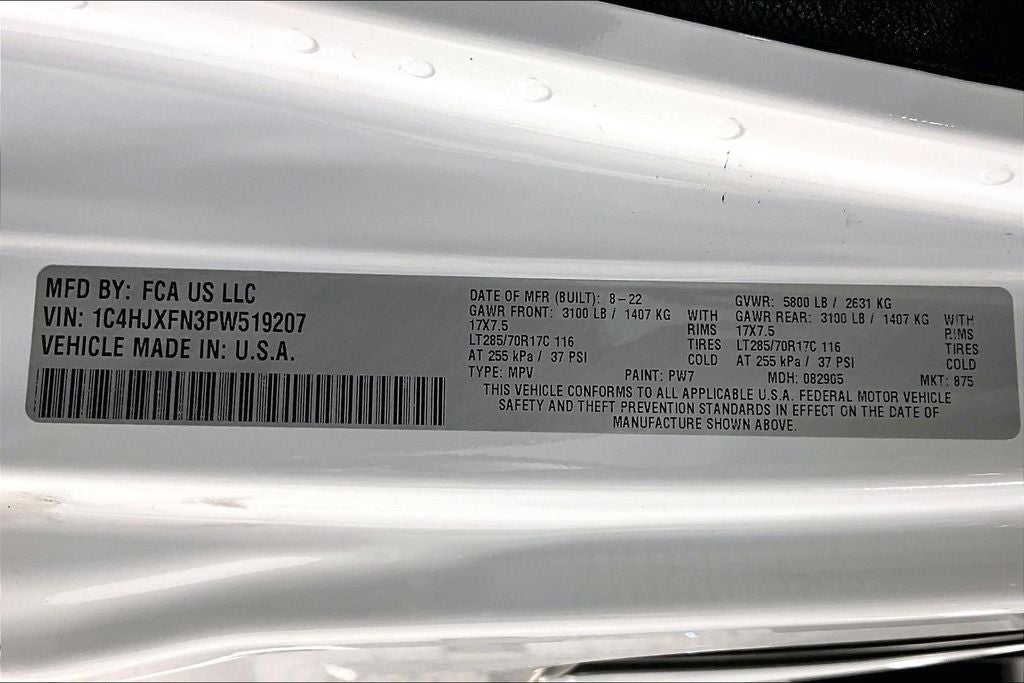 MFD BY: FCA US LLC
VIN: 1C4HJXFN3PW519207
VEHICLE MADE IN: U.S.A.
DATE OF MFR (BUILT): 8-22
GAWR FRONT: 3100 LB / 1407 KG WITH
17X7.5 RIMS
LT285/70R17C 116 TIRES
AT 255 kPa / 37 PSI COLD
GVWR: 5800 LB / 2631 KG
GAWR REAR: 3100 LB / 1407 KG WITH
17X7.5 RIMS
LT285/70R17C 116 TIRES
AT 255 kPa / 37 PSI COLD
TYPE: MPV PAINT: PW7 MDH: 082905 MKT: 875
THIS VEHICLE CONFORMS TO ALL APPLICABLE U.S.A. FEDERAL MOTOR VEHICLE
SAFETY AND THEFT PREVENTION STANDARDS IN EFFECT ON THE DATE OF
MANUFACTURE SHOWN ABOVE.